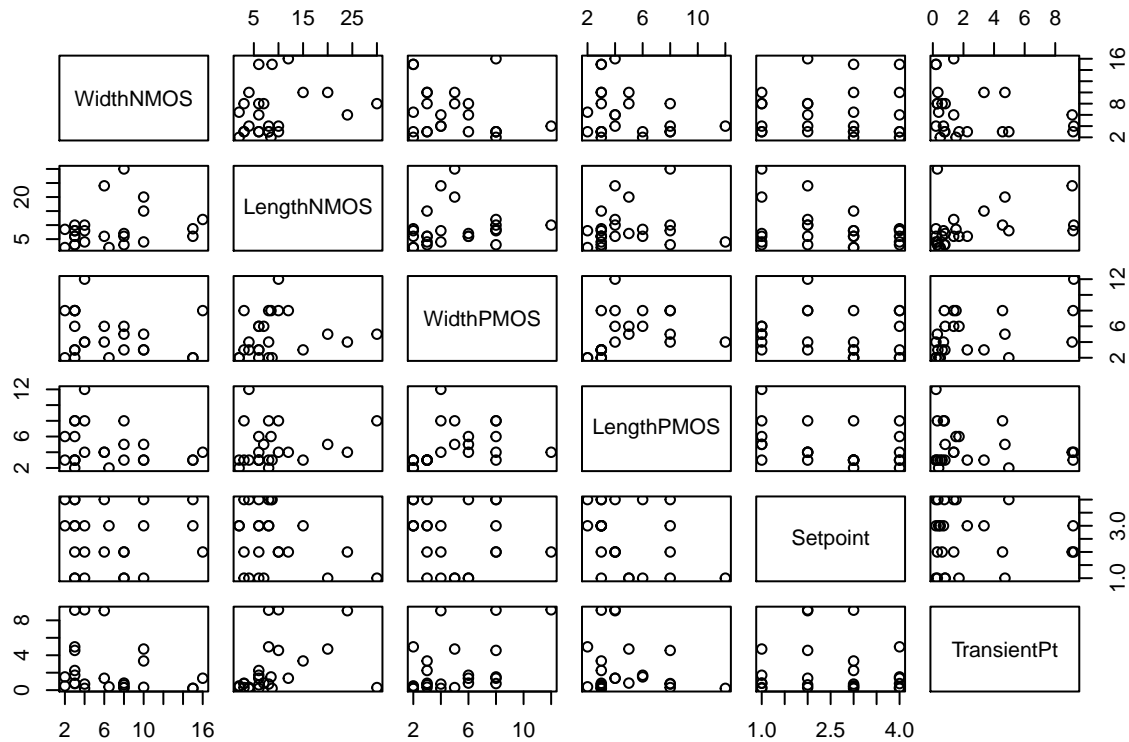 5 15 25 2 6 10 0 2 4 6 8
WidthNMOS 2 8 16
5 20 LengthNMOS
WidthPMOS 2 6 12
2 6 12 LengthPMOS
Setpoint 1.0 3.0
0 4 8 TransientPt
2 6 10 16 2 6 10 1.0 2.5 4.0